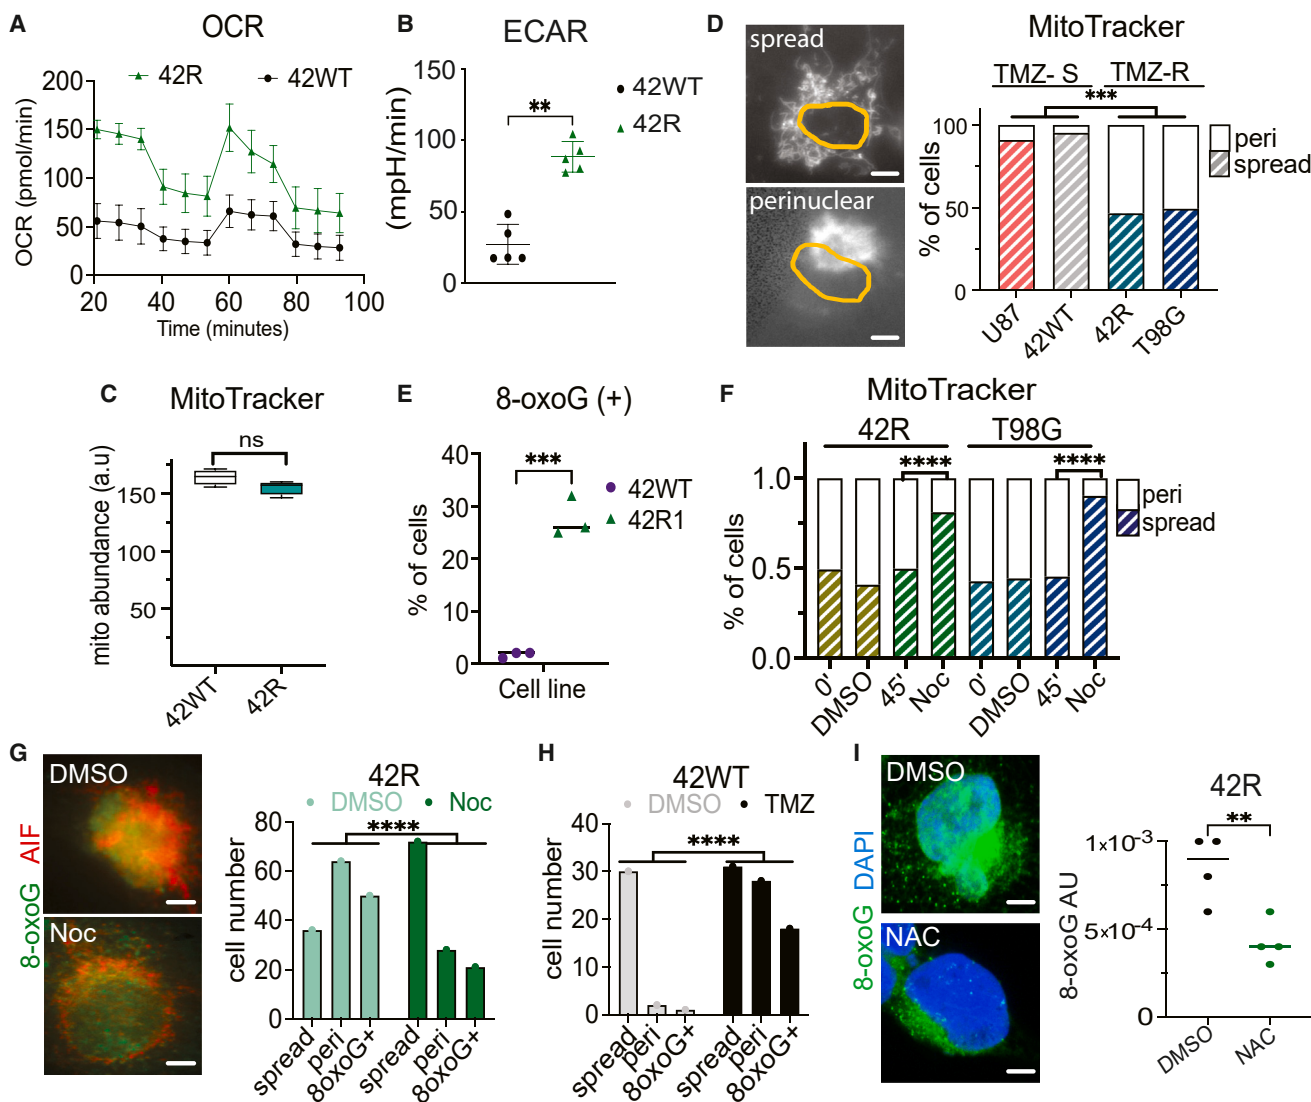 A
OCR
42R
42WT
OCR (pmol/min)
200
150
100
50
0
20
40
60
80
100
Time (minutes)
B
ECAR
(mpH/min)
150
100
50
0
**
42WT
42R
D
spread
perinuclear
MitoTracker
TMZ- S
TMZ-R
***
% of cells
100
50
0
peri
spread
U87
42WT
42R
T98G
C
MitoTracker
ns
mito abundance (a.u)
150
100
50
42WT
42R
E
8-oxoG (+)
***
% of cells
40
30
20
10
0
Cell line
42WT
42R1
F
MitoTracker
42R
T98G
****
****
% of cells
1.0
0.5
0.0
peri
spread
0'
DMSO
45'
Noc
0'
DMSO
45'
Noc
G
8-oxoG AIF
DMSO
Noc
42R
DMSO
Noc
****
cell number
80
60
40
20
0
spread
peri
8oxoG+
spread
peri
8oxoG+
H
42WT
DMSO
TMZ
****
cell number
40
30
20
10
0
spread
peri
8oxoG+
spread
peri
8oxoG+
I
8-oxoG DAPI
DMSO
NAC
42R
**
8-oxoG AU
1×10⁻³
5×10⁻⁴
0
DMSO
NAC